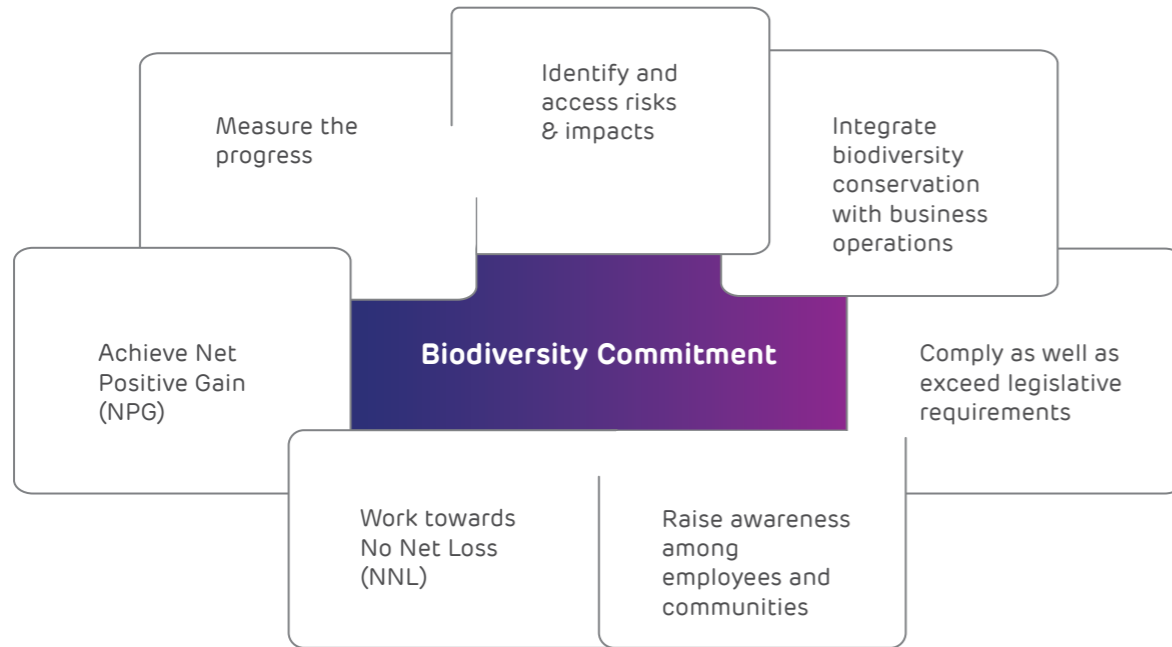 Identify and
access risks
& impacts
Measure the
progress
Integrate
biodiversity
conservation
with business
operations
Biodiversity Commitment
Achieve Net
Positive Gain
(NPG)
Comply as well as
exceed legislative
requirements
Work towards
No Net Loss
(NNL)
Raise awareness
among
employees and
communities